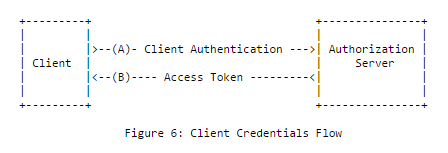 >--(A)- Client Authentication --->| Authorization
Client
Server
<--(B)---- Access Token ---------<
Figure 6: Client Credentials Flow